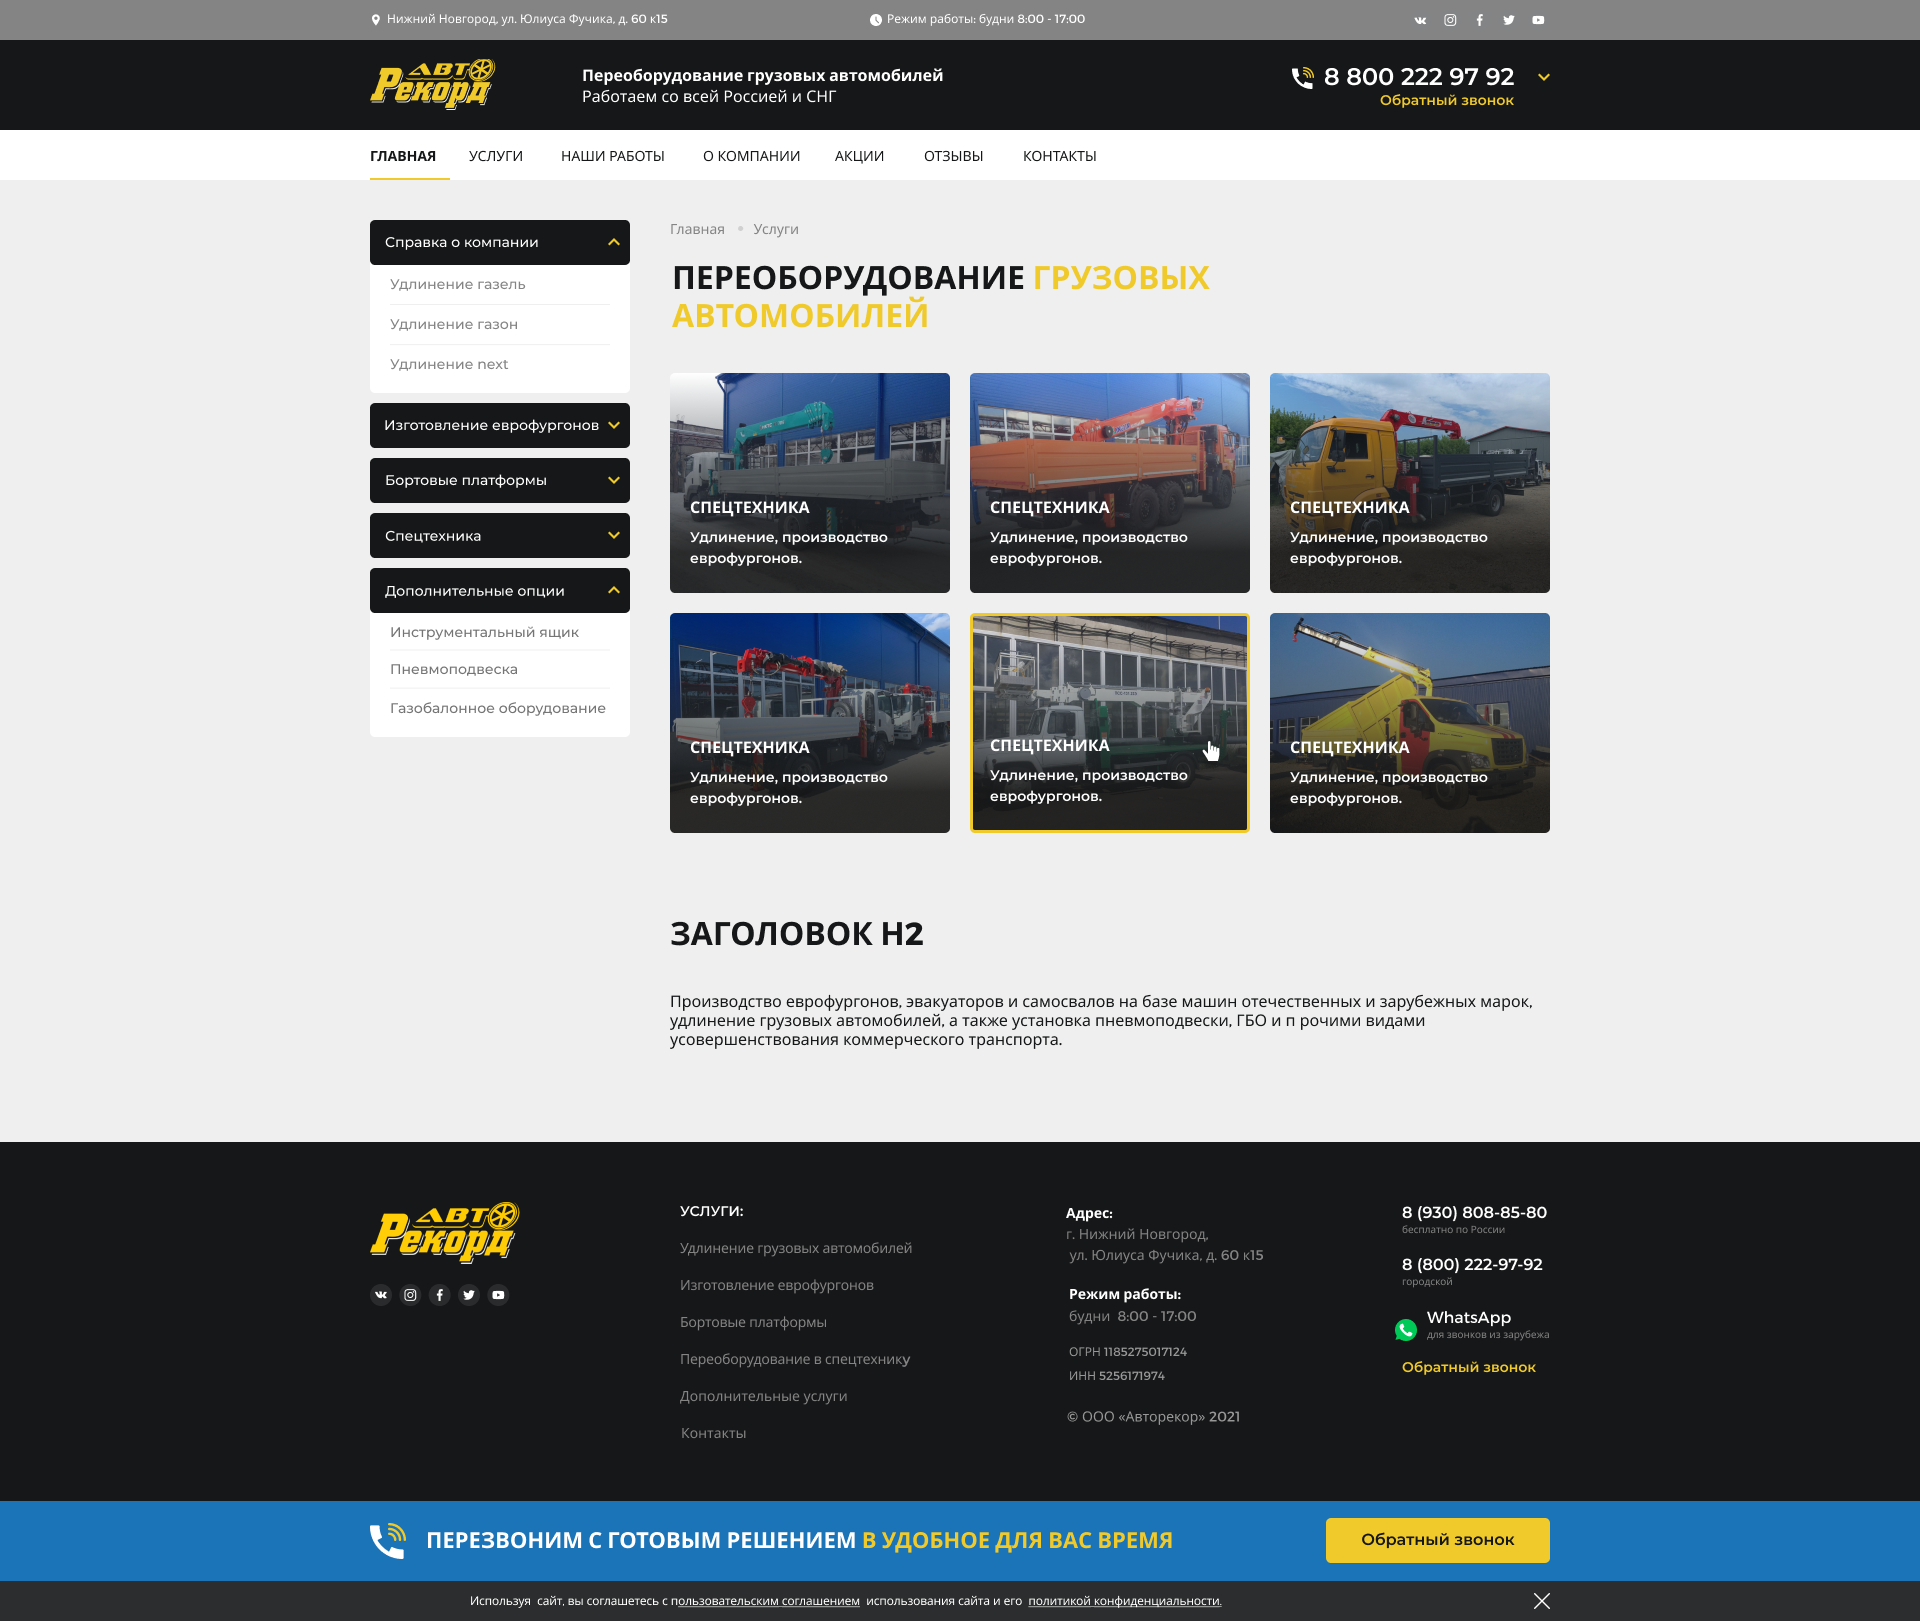 Нижний Новгород, ул. Юлиуса Фучика, д. 60 к15
Режим работы: будни 8:00 - 17:00
АВТО
Рекорд
Переоборудование грузовых автомобилей
Работаем со всей Россией и СНГ
8 800 222 97 92
Обратный звонок
ГЛАВНАЯ
УСЛУГИ
НАШИ РАБОТЫ
О КОМПАНИИ
АКЦИИ
ОТЗЫВЫ
КОНТАКТЫ
Справка о компании
Удлинение газель
Удлинение газон
Удлинение next
Изготовление еврофургонов
Бортовые платформы
Спецтехника
Дополнительные опции
Инструментальный ящик
Пневмоподвеска
Газобалонное оборудование
Главная
Услуги
ПЕРЕОБОРУДОВАНИЕ ГРУЗОВЫХ
АВТОМОБИЛЕЙ
СПЕЦТЕХНИКА
Удлинение, производство
еврофургонов.
СПЕЦТЕХНИКА
Удлинение, производство
еврофургонов.
СПЕЦТЕХНИКА
Удлинение, производство
еврофургонов.
СПЕЦТЕХНИКА
Удлинение, производство
еврофургонов.
СПЕЦТЕХНИКА
Удлинение, производство
еврофургонов.
СПЕЦТЕХНИКА
Удлинение, производство
еврофургонов.
ЗАГОЛОВОК H2
Производство еврофургонов, эвакуаторов и самосвалов на базе машин отечественных и зарубежных марок,
удлинение грузовых автомобилей, а также установка пневмоподвески, ГБО и п рочими видами
усовершенствования коммерческого транспорта.
АВТО
Рекорд
УСЛУГИ:
Удлинение грузовых автомобилей
Изготовление еврофургонов
Бортовые платформы
Переоборудование в спецтехнику
Дополнительные услуги
Контакты
Адрес:
г. Нижний Новгород,
ул. Юлиуса Фучика, д. 60 к15
Режим работы:
будни 8:00 - 17:00
ОГРН 1185275017124
ИНН 5256171974
© ООО «Авторекор» 2021
8 (930) 808-85-80
бесплатно по России
8 (800) 222-97-92
городской
WhatsApp
для звонков из зарубежа
Обратный звонок
ПЕРЕЗВОНИМ С ГОТОВЫМ РЕШЕНИЕМ В УДОБНОЕ ДЛЯ ВАС ВРЕМЯ
Обратный звонок
Используя сайт, вы соглашетесь с пользовательским соглашением использования сайта и его политикой конфиденциальности.